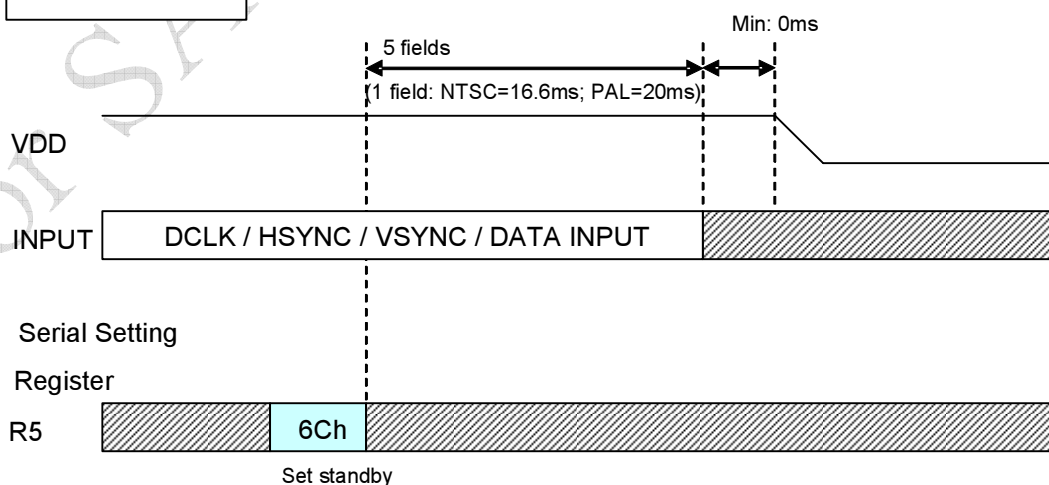 Min: 0ms
5 fields
(1 field: NTSC=16.6ms; PAL=20ms)
VDD
INPUT
DCLK / HSYNC / VSYNC / DATA INPUT
Serial Setting
Register
R5
6Ch
Set standby